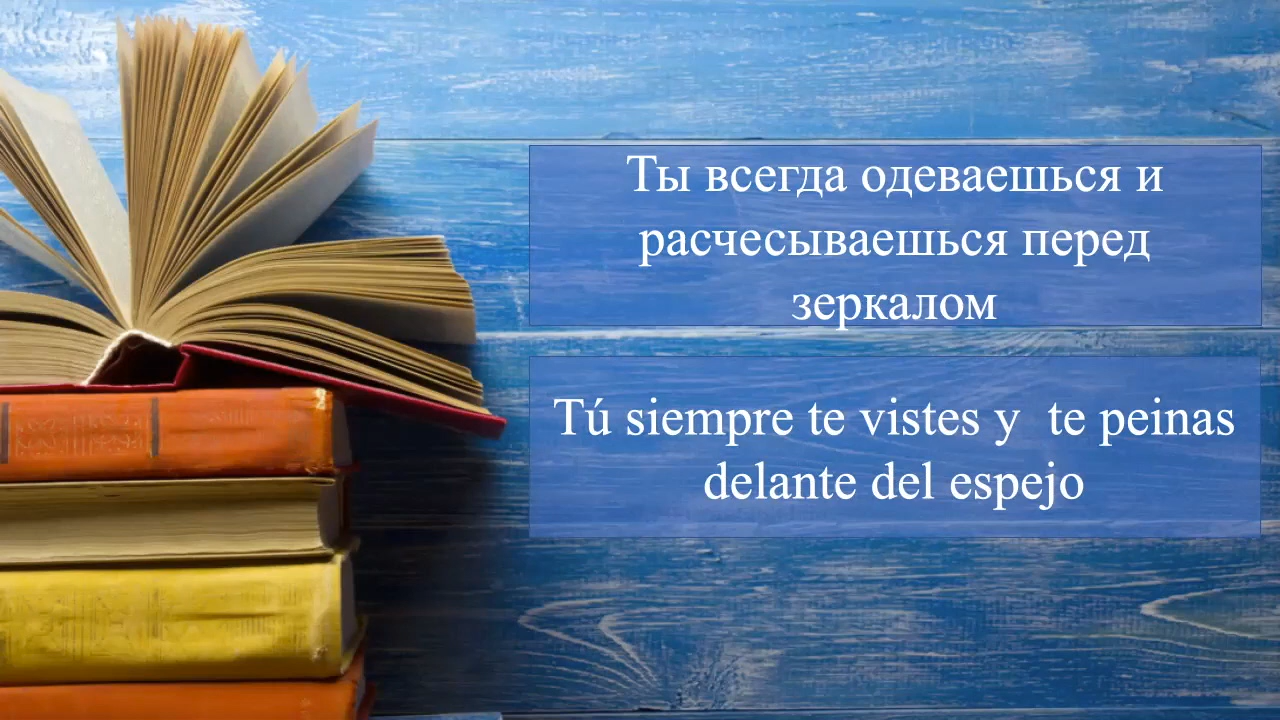 Ты всегда одеваешься и
расчесываешься перед
зеркалом
Tú siempre te vistes y  te peinas
delante del espejo